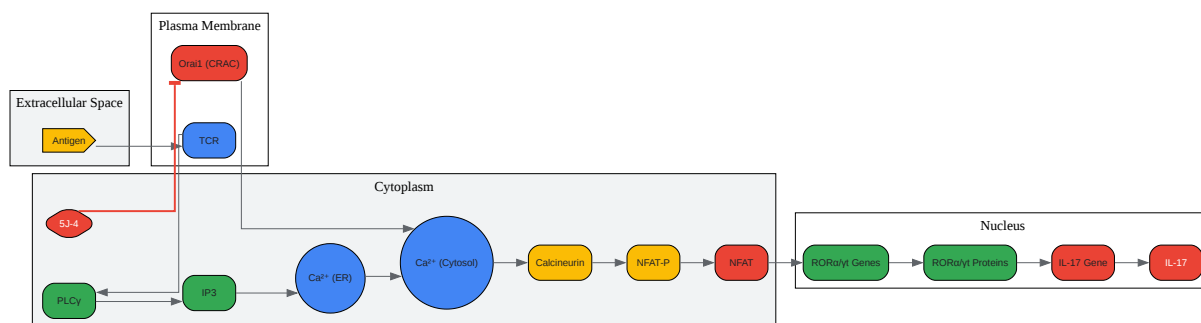 Plasma Membrane
Orai1 (CRAC)
Extracellular Space
Antigen
TCR
Cytoplasm
5J-4
Ca²⁺ (ER)
Ca²⁺ (Cytosol)
Calcineurin
NFAT-P
NFAT
PLCγ
IP3
Nucleus
RORα/γt Genes
RORα/γt Proteins
IL-17 Gene
IL-17